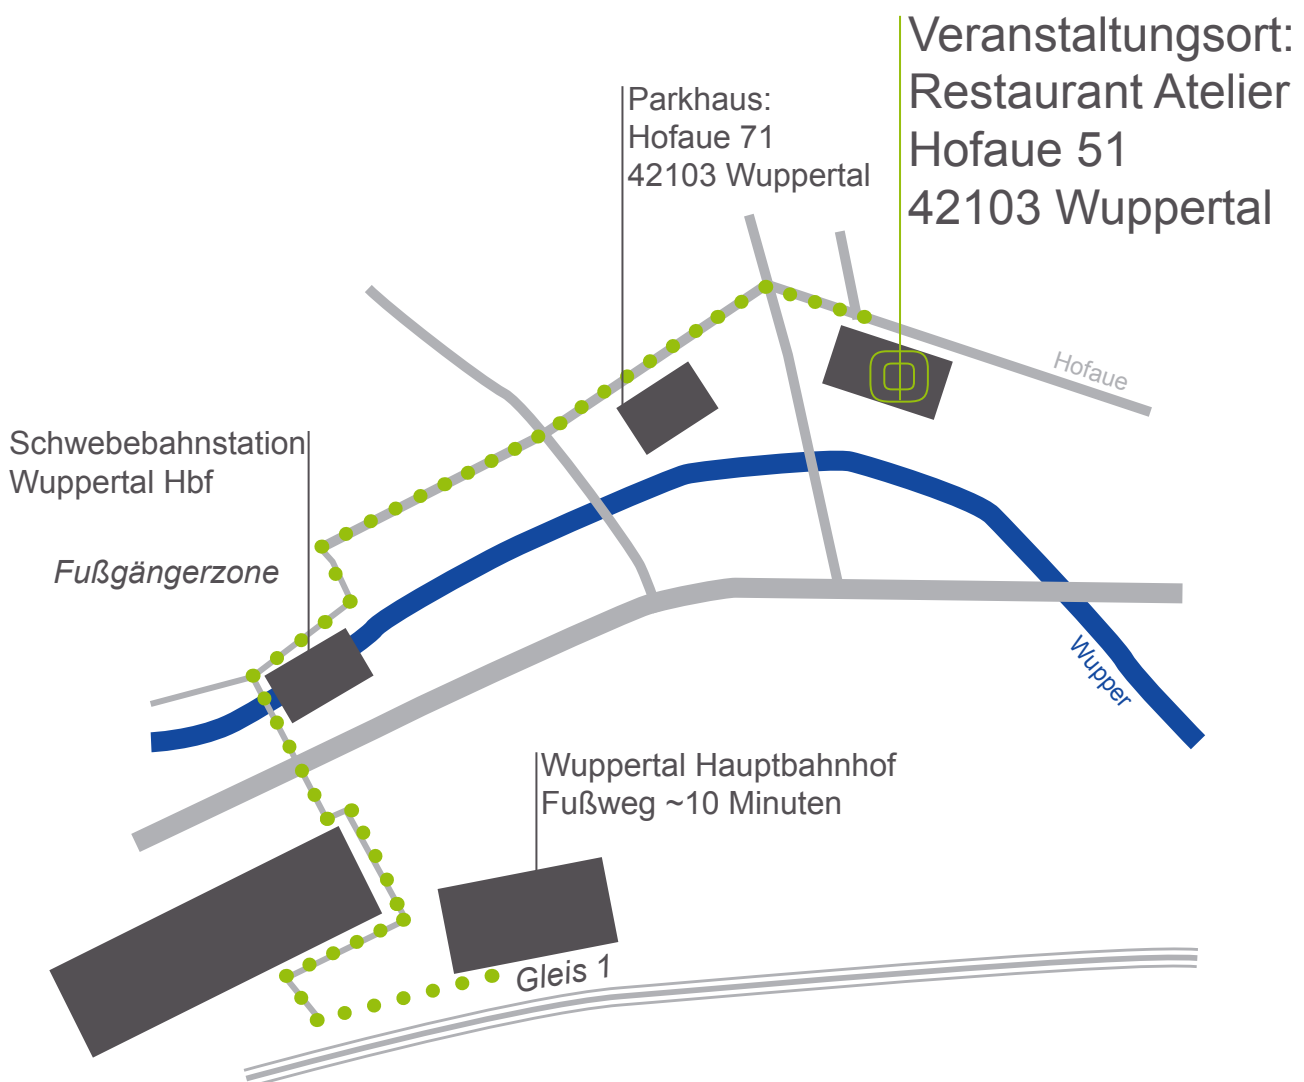 Veranstaltungsort:
Restaurant Atelier
Hofaue 51
42103 Wuppertal
Parkhaus:
Hofaue 71
42103 Wuppertal
Hofaue
Schwebebahnstation
Wuppertal Hbf
Fußgängerzone
Wupper
Wuppertal Hauptbahnhof
Fußweg ~10 Minuten
Gleis 1